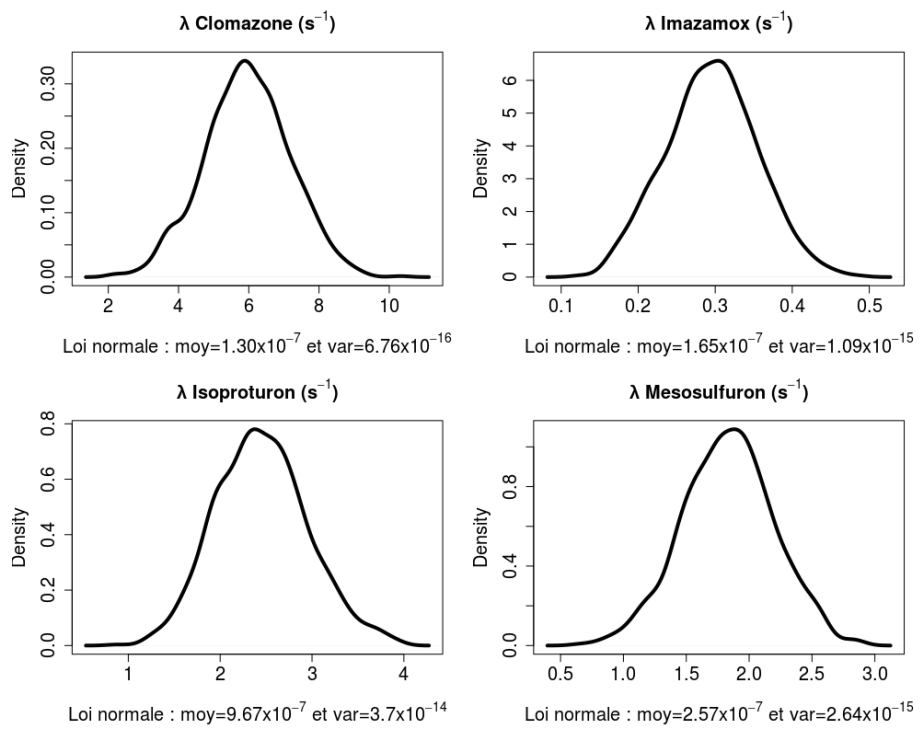 λ Clomazone (s⁻¹)
Density
0.00 0.10 0.20 0.30
2 4 6 8 10
Loi normale : moy=1.30x10⁻⁷ et var=6.76x10⁻¹⁶
λ Imazamox (s⁻¹)
Density
0 1 2 3 4 5 6
0.1 0.2 0.3 0.4 0.5
Loi normale : moy=1.65x10⁻⁷ et var=1.09x10⁻¹⁵
λ Isoproturon (s⁻¹)
Density
0.0 0.2 0.4 0.6 0.8
1 2 3 4
Loi normale : moy=9.67x10⁻⁷ et var=3.7x10⁻¹⁴
λ Mesosulfuron (s⁻¹)
Density
0.0 0.4 0.8
0.5 1.0 1.5 2.0 2.5 3.0
Loi normale : moy=2.57x10⁻⁷ et var=2.64x10⁻¹⁵